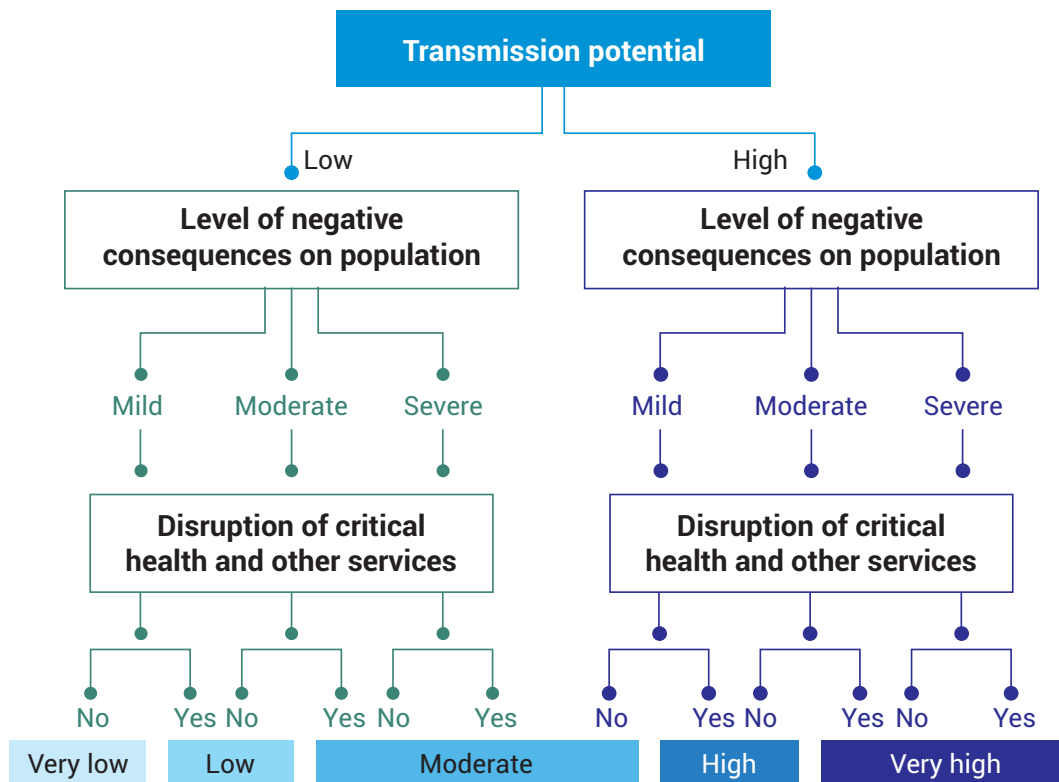 Transmission potential
Low
High
Level of negative
consequences on population
Level of negative
consequences on population
Mild
Moderate
Severe
Mild
Moderate
Severe
Disruption of critical
health and other services
Disruption of critical
health and other services
No
Yes
No
Yes
No
Yes
No
Yes
No
Yes
No
Yes
Very low
Low
Moderate
High
Very high